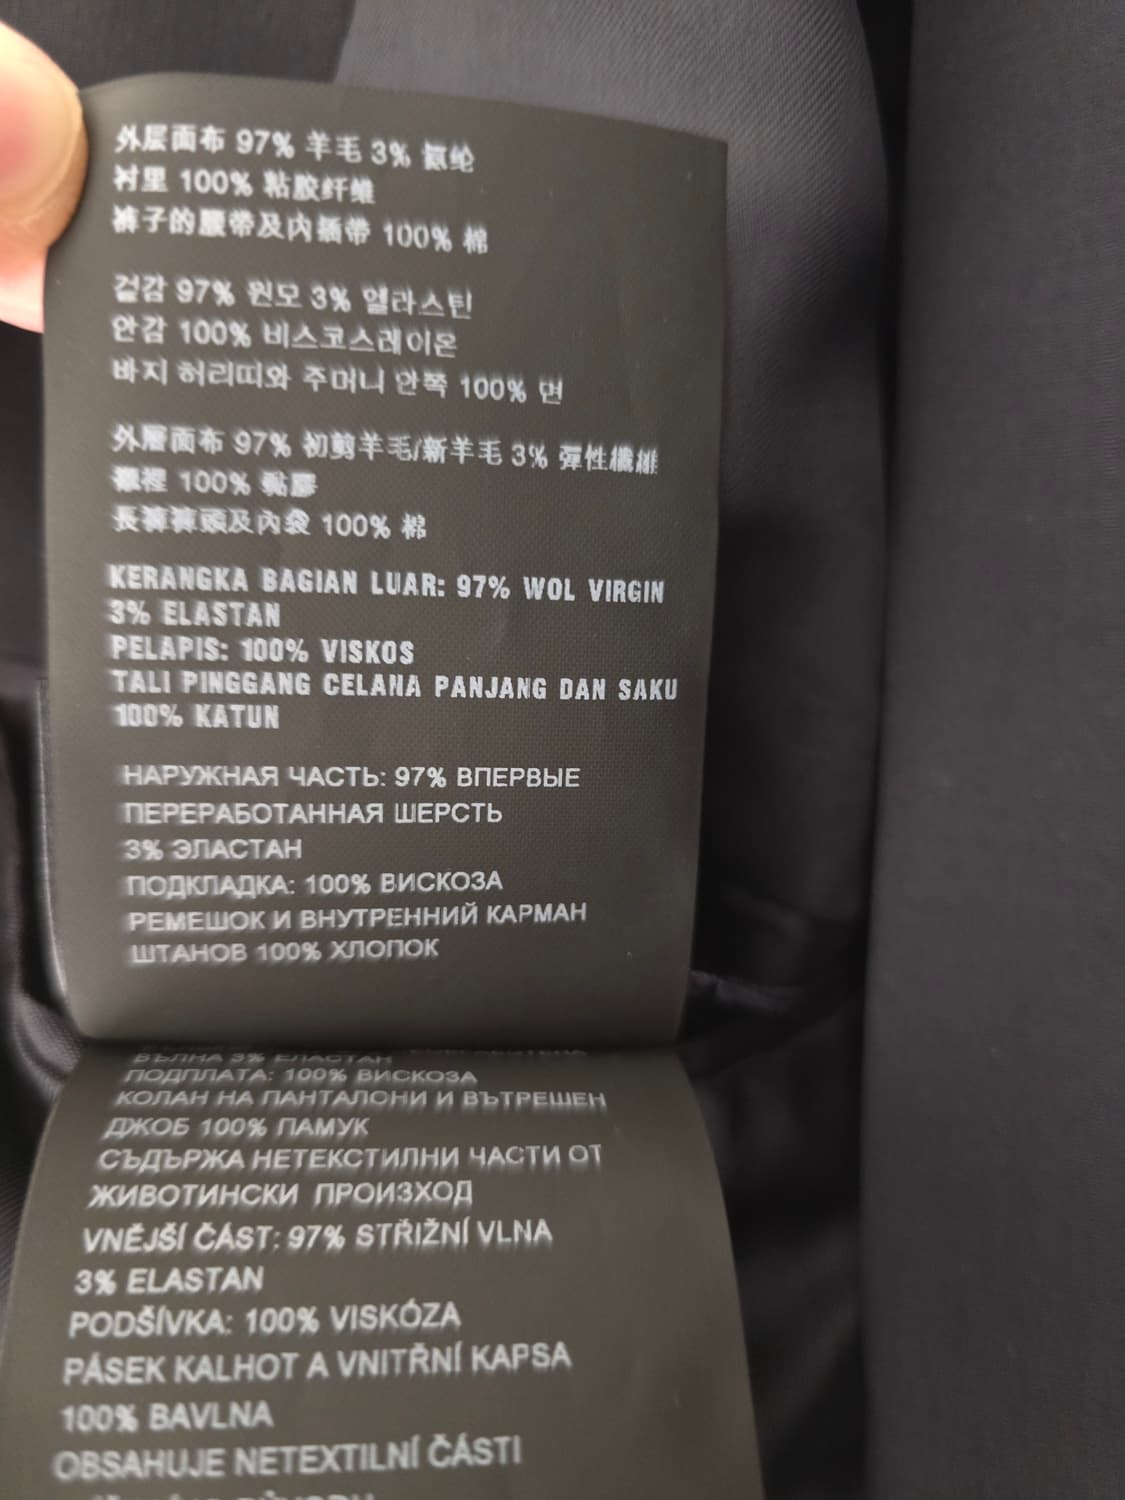 外层面布 97% 羊毛 3% 氨纶
衬里 100% 粘胶纤维
裤子的腰带及内插带 100% 棉
겉감 97% 원모 3% 엘라스틴
안감 100% 비스코스레이온
바지 허리띠와 주머니 안쪽 100% 면
外層面布 97% 初剪羊毛/新羊毛 3% 彈性纖維
襯裡 100% 黏膠
長褲褲頭及內袋 100% 棉
KERANGKA BAGIAN LUAR: 97% WOL VIRGIN
3% ELASTAN
PELAPIS: 100% VISKOS
TALI PINGGANG CELANA PANJANG DAN SAKU
100% KATUN
НАРУЖНАЯ ЧАСТЬ: 97% ВПЕРВЫЕ
ПЕРЕРАБОТАННАЯ ШЕРСТЬ
3% ЭЛАСТАН
ПОДКЛАДКА: 100% ВИСКОЗА
РЕМЕШОК И ВНУТРЕННИЙ КАРМАН
ШТАНОВ 100% ХЛОПОК
ВЪЛНА 3% ЕЛАСТАН
ПОДПЛАТА: 100% ВИСКОЗА
КОЛАН НА ПАНТАЛОНИ И ВЪТРЕШЕН
ДЖОБ 100% ПАМУК
СЪДЪРЖА НЕТЕКСТИЛНИ ЧАСТИ ОТ
ЖИВОТИНСКИ ПРОИЗХОД
VNĚJŠÍ ČÁST: 97% STŘIŽNÍ VLNA
3% ELASTAN
PODŠÍVKA: 100% VISKÓZA
PÁSEK KALHOT A VNITŘNÍ KAPSA
100% BAVLNA
OBSAHUJE NETEXTILNÍ ČÁSTI